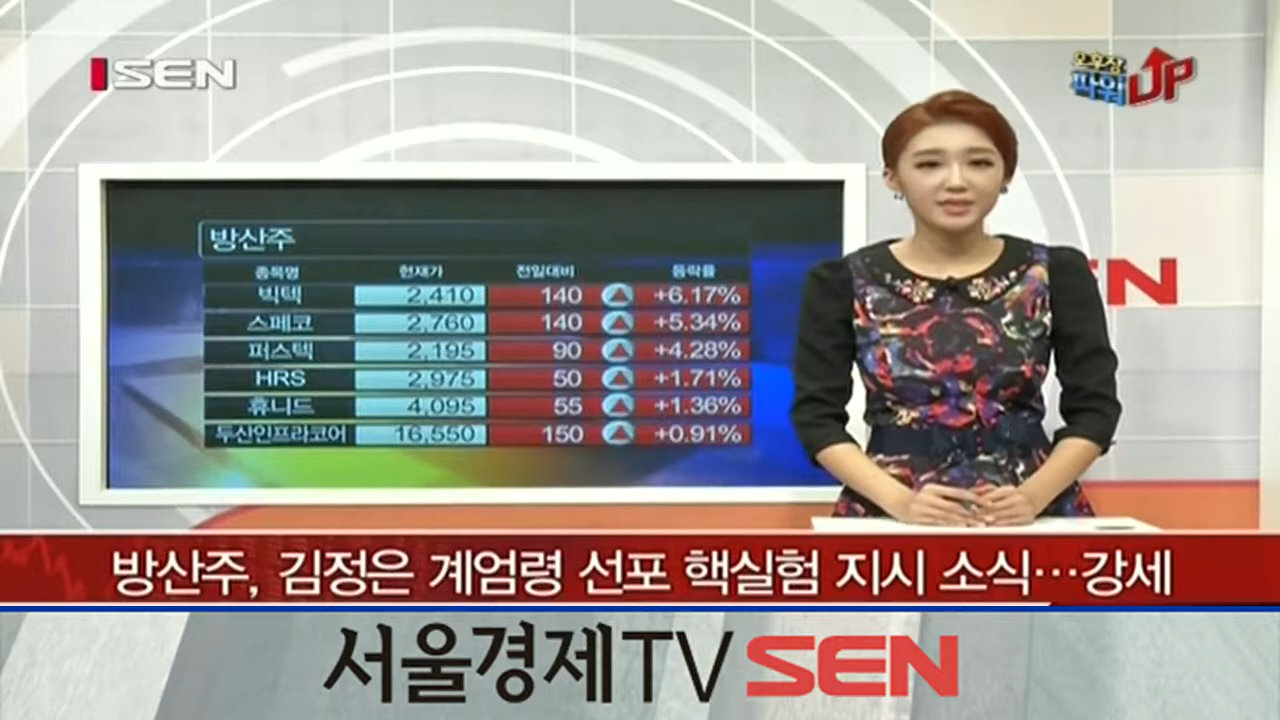 SEN
오후장
파워UP
방산주
종목명 현재가 전일대비 등락률
빅텍 2,410 140 +6.17%
스페코 2,760 140 +5.34%
퍼스텍 2,195 90 +4.28%
HRS 2,975 50 +1.71%
휴니드 4,095 55 +1.36%
두산인프라코어 16,550 150 +0.91%
EN
방산주, 김정은 계엄령 선포 핵실험 지시 소식…강세
서울경제TV SEN